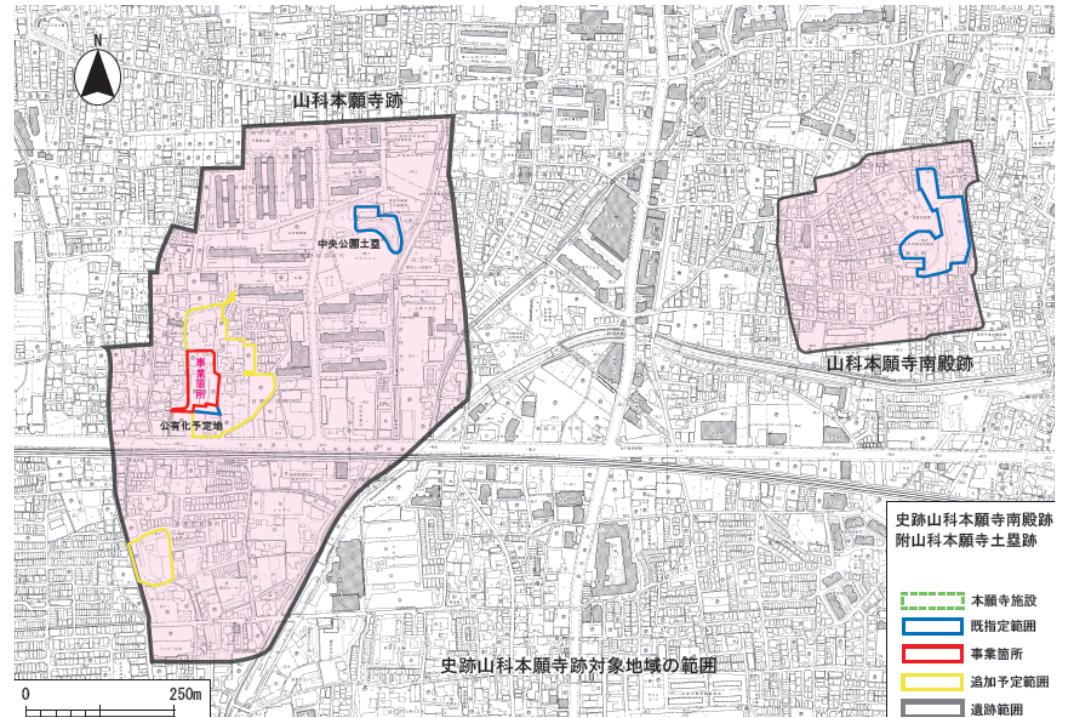 N
山科本願寺跡
中央公園土塁
事業箇所
公有化予定地
山科本願寺南殿跡
史跡山科本願寺跡対象地域の範囲
0 250m
史跡山科本願寺南殿跡
附山科本願寺土塁跡
本願寺施設
既指定範囲
事業箇所
追加予定範囲
遺跡範囲